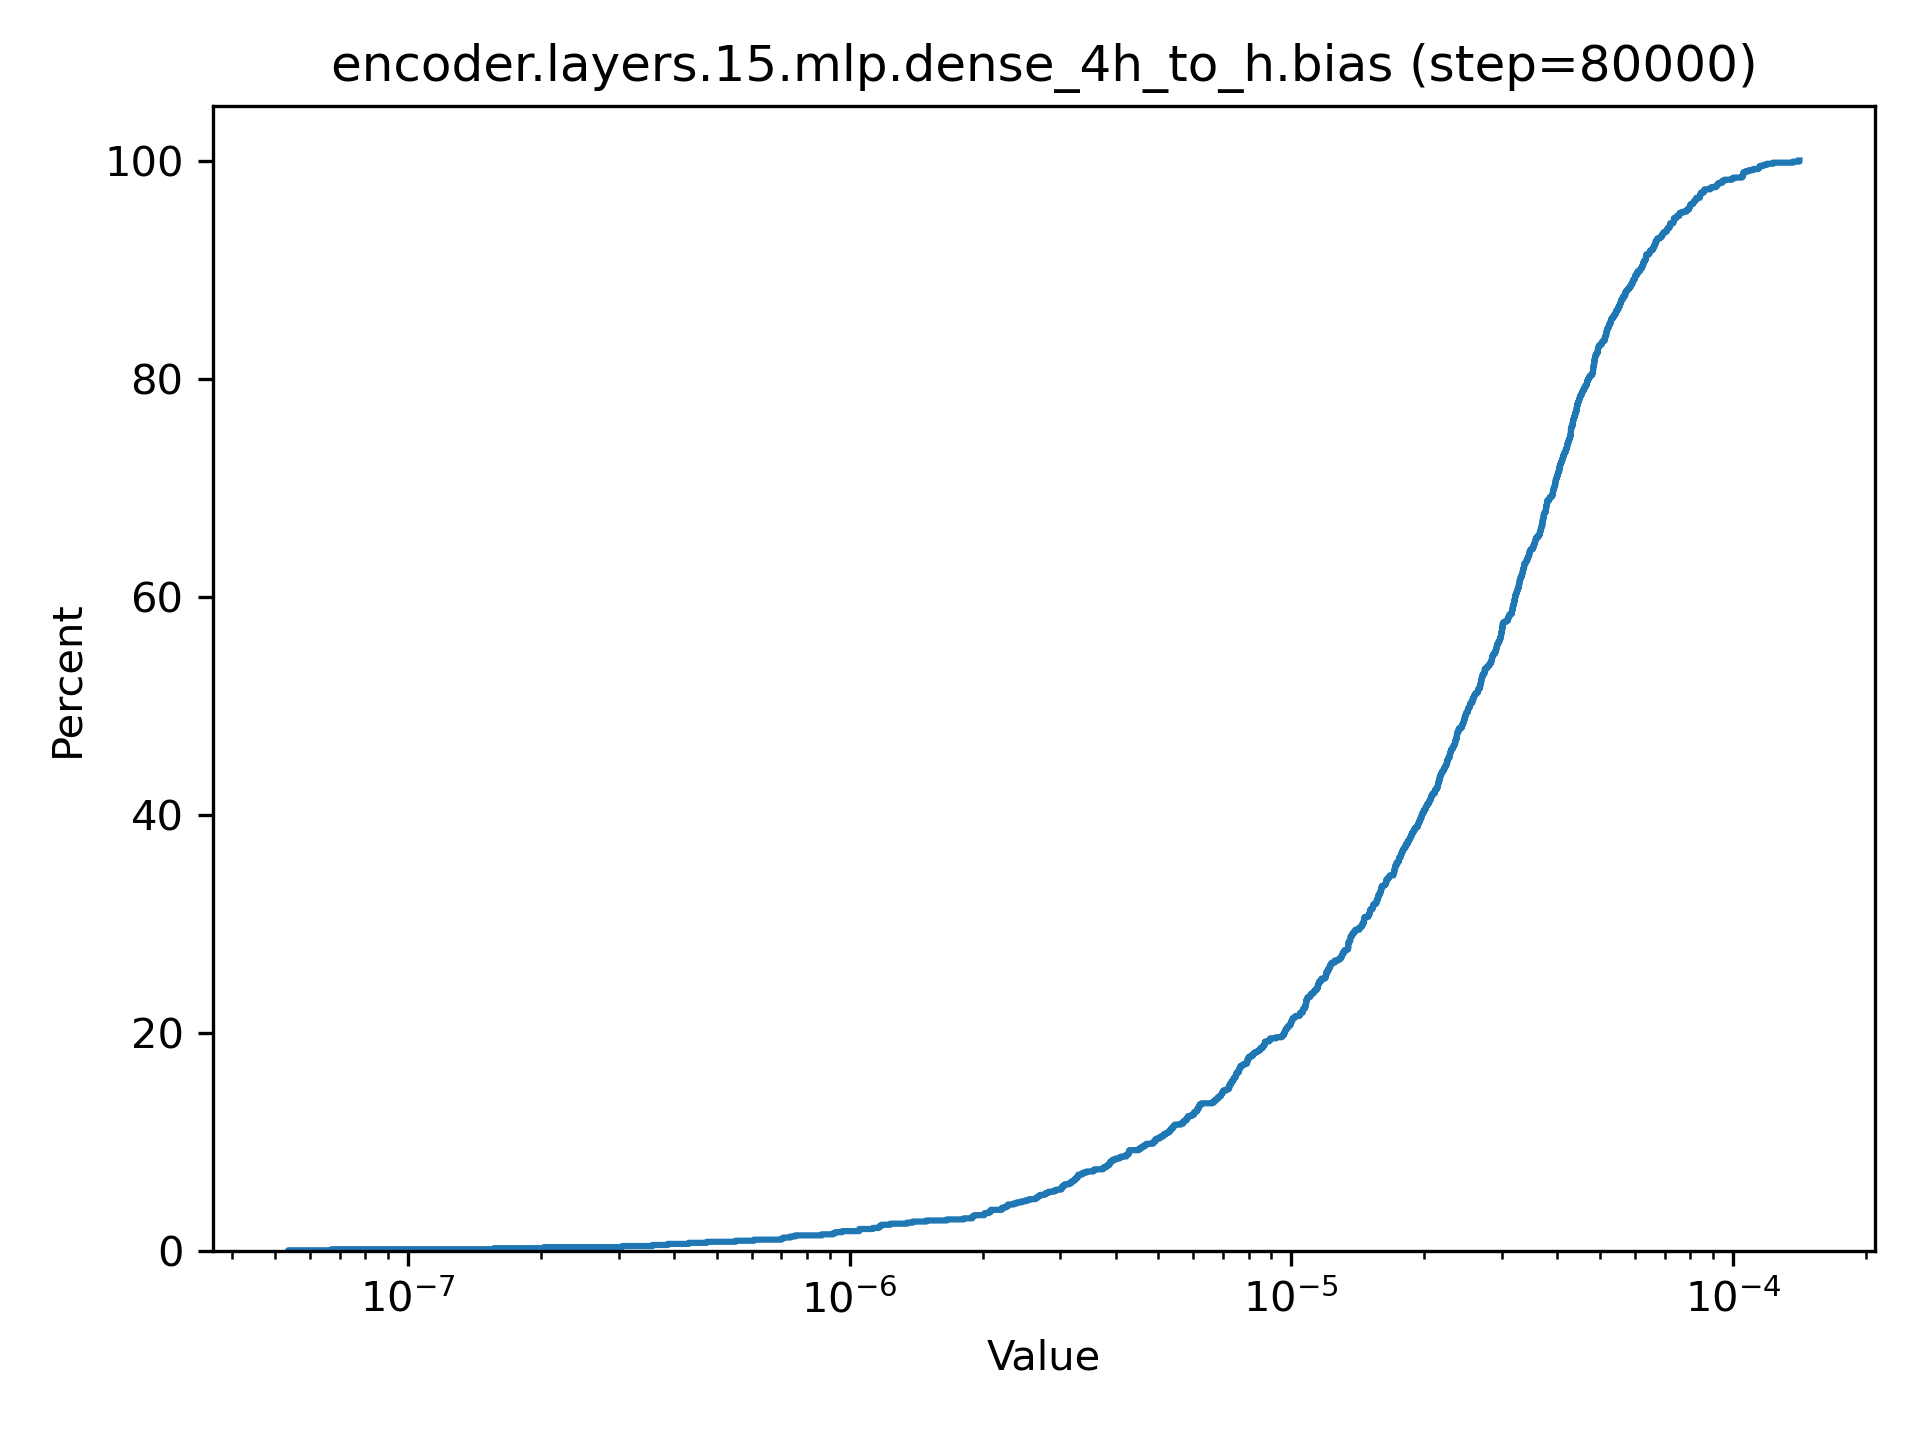 encoder.layers.15.mlp.dense_4h_to_h.bias (step=80000)
Percent
100
80
60
40
20
0
10⁻⁷ 10⁻⁶ 10⁻⁵ 10⁻⁴
Value